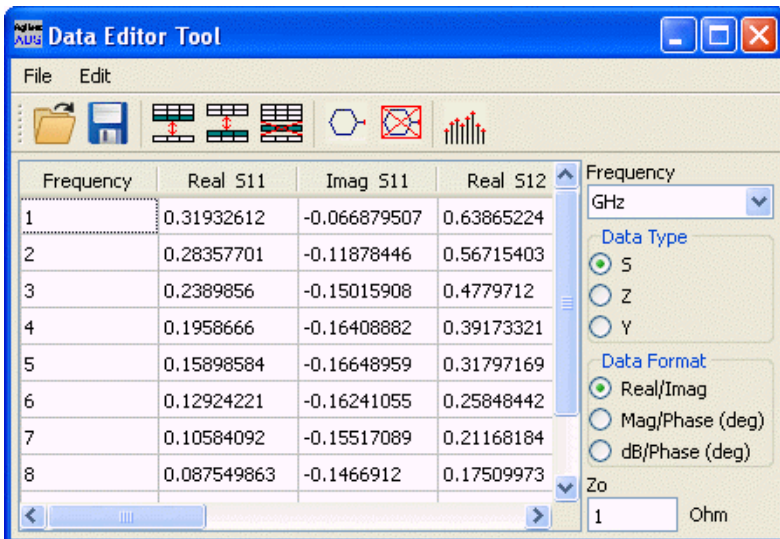 Agilent
ADS Data Editor Tool
File Edit
Frequency Real S11 Imag S11 Real S12
1 0.31932612 -0.066879507 0.63865224
2 0.28357701 -0.11878446 0.56715403
3 0.2389856 -0.15015908 0.4779712
4 0.1958666 -0.16408882 0.39173321
5 0.15898584 -0.16648959 0.31797169
6 0.12924221 -0.16241055 0.25848442
7 0.10584092 -0.15517089 0.21168184
8 0.087549863 -0.1466912 0.17509973
Frequency
GHz
Data Type
S
Z
Y
Data Format
Real/Imag
Mag/Phase (deg)
dB/Phase (deg)
Zo
1 Ohm